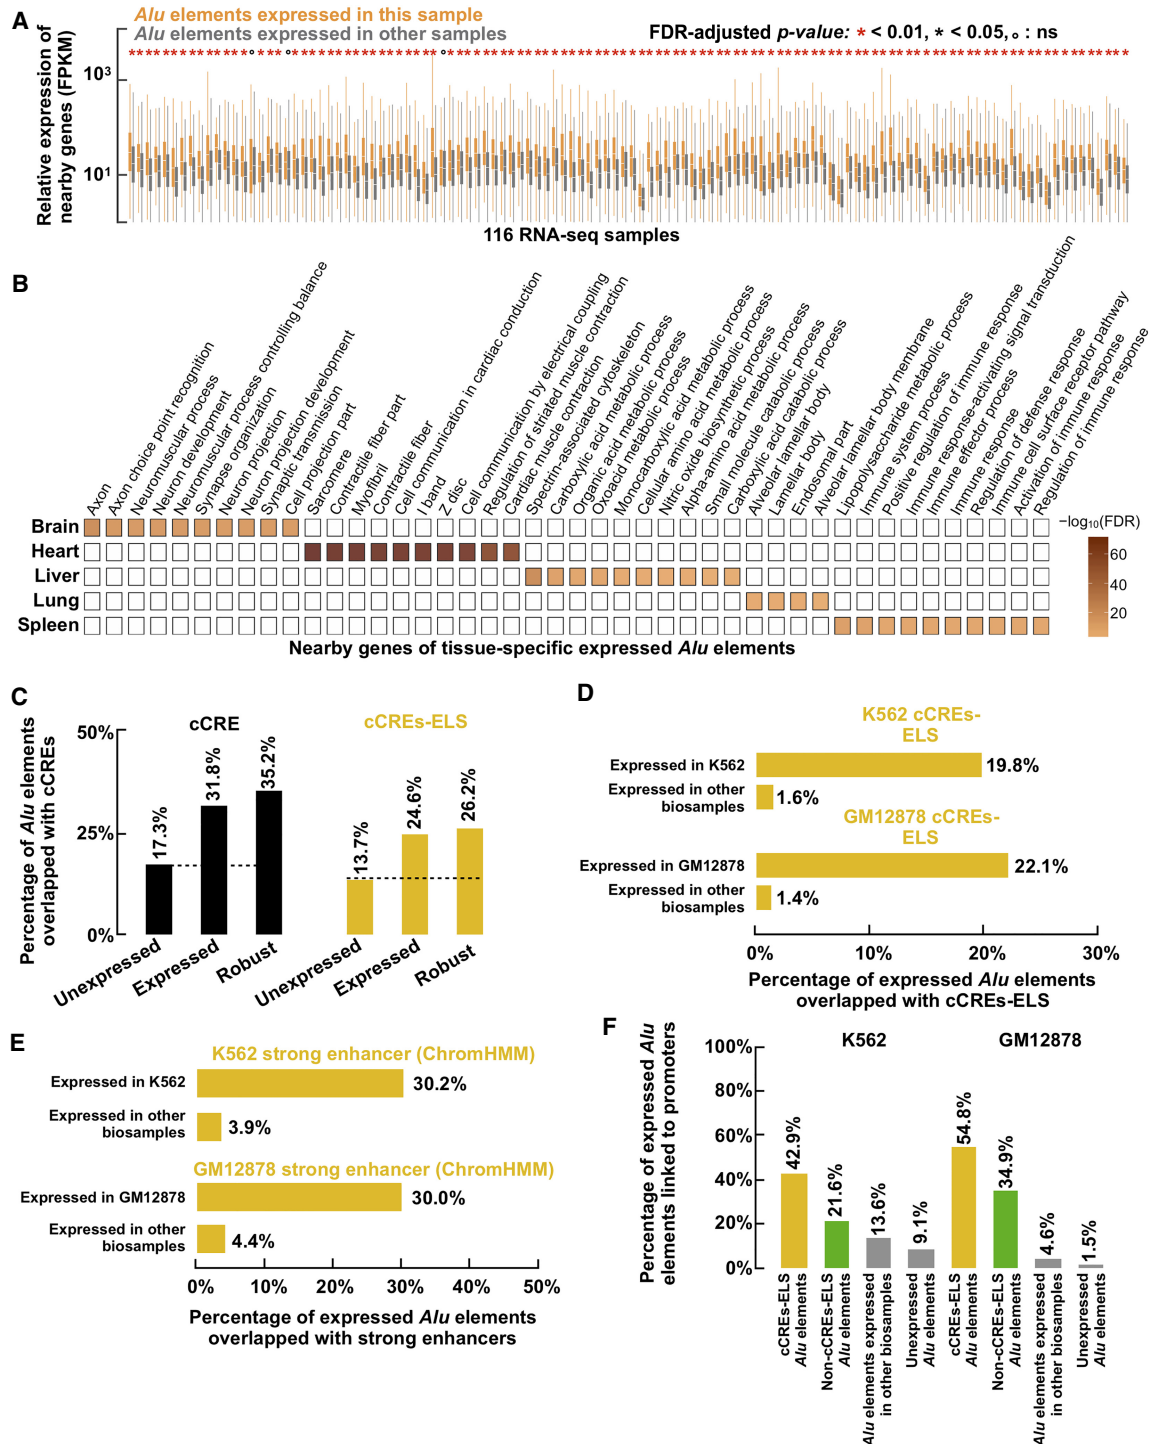 A
Alu elements expressed in this sample
Alu elements expressed in other samples
FDR-adjusted p-value: * < 0.01, * < 0.05, ∘ : ns
Relative expression of
nearby genes (FPKM)
10³
10¹
116 RNA-seq samples
B
Axon
Axon choice point recognition
Neuromuscular process
Neuron development
Neuromuscular process controlling balance
Synapse organization
Neuron projection
Neuron projection development
Synaptic transmission
Cell projection part
Sarcomere
Contractile fiber part
Myofibril
Contractile fiber
Cell communication in cardiac conduction
I band
Z disc
Cell communication by electrical coupling
Regulation of striated muscle contraction
Cardiac muscle contraction
Spectrin-associated cytoskeleton
Carboxylic acid metabolic process
Organic acid metabolic process
Oxoacid metabolic process
Monocarboxylic acid metabolic process
Cellular amino acid metabolic process
Nitric oxide biosynthetic process
Alpha-amino acid metabolic process
Small molecule catabolic process
Carboxylic acid catabolic process
Alveolar lamellar body
Lamellar body
Endosomal part
Alveolar lamellar body membrane
Lipopolysaccharide metabolic process
Immune system process
Positive regulation of immune response
Immune response-activating signal transduction
Immune effector process
Immune response
Regulation of defense response
Immune cell surface receptor pathway
Activation of immune response
Regulation of immune response
Brain
Heart
Liver
Lung
Spleen
−log₁₀(FDR)
60
40
20
Nearby genes of tissue-specific expressed Alu elements
C
Percentage of Alu elements
overlapped with cCREs
50%
25%
0%
cCRE
17.3%
31.8%
35.2%
Unexpressed
Expressed
Robust
cCREs-ELS
13.7%
24.6%
26.2%
Unexpressed
Expressed
Robust
D
K562 cCREs-
ELS
Expressed in K562
19.8%
Expressed in other
biosamples
1.6%
GM12878 cCREs-
ELS
Expressed in GM12878
22.1%
Expressed in other
biosamples
1.4%
0%
10%
20%
30%
Percentage of expressed Alu elements
overlapped with cCREs-ELS
E
K562 strong enhancer (ChromHMM)
Expressed in K562
30.2%
Expressed in other
biosamples
3.9%
GM12878 strong enhancer (ChromHMM)
Expressed in GM12878
30.0%
Expressed in other
biosamples
4.4%
0%
10%
20%
30%
40%
50%
Percentage of expressed Alu elements
overlapped with strong enhancers
F
Percentage of expressed Alu
elements linked to promoters
100%
80%
60%
40%
20%
0%
K562
GM12878
42.9%
21.6%
13.6%
9.1%
54.8%
34.9%
4.6%
1.5%
cCREs-ELS
Alu elements
Non-cCREs-ELS
Alu elements
Alu elements expressed
in other biosamples
Unexpressed
Alu elements
cCREs-ELS
Alu elements
Non-cCREs-ELS
Alu elements
Alu elements expressed
in other biosamples
Unexpressed
Alu elements